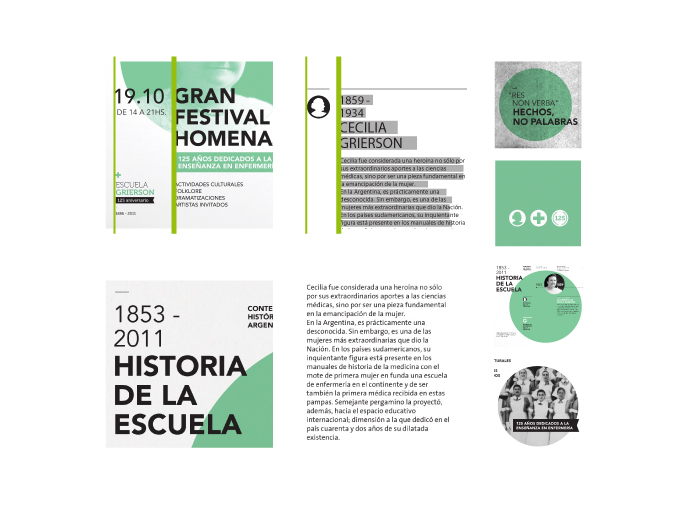 19.10
DE 14 A 21HS.
GRAN
FESTIVAL
HOMENA
125 AÑOS DEDICADOS A LA
ENSEÑANZA EN ENFERMER
ESCUELA
GRIERSON
125 aniversario
ACTIVIDADES CULTURALES
FOLKLORE
DRAMATIZACIONES
ARTISTAS INVITADOS
1859 -
1934
CECILIA
GRIERSON
Cecilia fue considerada una heroína no sólo por
sus extraordinarios aportes a las ciencias
médicas, sino por ser una pieza fundamental en
la emancipación de la mujer.
En la Argentina, es prácticamente una
desconocida. Sin embargo, es una de las
mujeres más extraordinarias que dio la Nación.
En los países sudamericanos, su inquientante
figura está presente en los manuales de historia
"RES
NON VERBA"
HECHOS,
NO PALABRAS
125
1853 -
2011
HISTORIA
DE LA
ESCUELA
CONTE
HISTÓR
ARGEN
Cecilia fue considerada una heroína no sólo
por sus extraordinarios aportes a las ciencias
médicas, sino por ser una pieza fundamental
en la emancipación de la mujer.
En la Argentina, es prácticamente una
desconocida. Sin embargo, es una de las
mujeres más extraordinarias que dio la
Nación. En los países sudamericanos, su
inquientante figura está presente en los
manuales de historia de la medicina con el
mote de primera mujer en funda una escuela
de enfermería en el continente y de ser
también la primera médica recibida en estas
pampas. Semejante pergamino la proyectó,
además, hacia el espacio educativo
internacional; dimensión a la que dedicó en el
país cuarenta y dos años de su dilatada
existencia.
1853 -
2011
HISTORIA
DE LA
ESCUELA
TURALES
125 AÑOS DEDICADOS A LA
ENSEÑANZA EN ENFERMERÍA